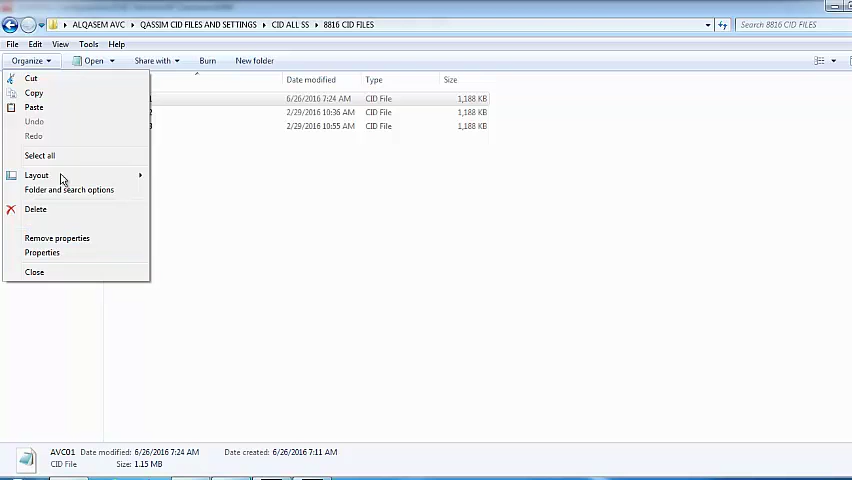 ALQASEM AVC QASSIM CID FILES AND SETTINGS CID ALL SS 8816 CID FILES Search 8816 CID FILES
File Edit View Tools Help
Organize Open Share with Burn New folder
Cut
Copy
Paste
Undo
Redo
Select all
Layout
Folder and search options
Delete
Remove properties
Properties
Close
Date modified Type Size
1 6/26/2016 7:24 AM CID File 1,188 KB
2 2/29/2016 10:36 AM CID File 1,188 KB
3 2/29/2016 10:55 AM CID File 1,188 KB
AVC01 Date modified: 6/26/2016 7:24 AM Date created: 6/26/2016 7:11 AM
CID File Size: 1.15 MB